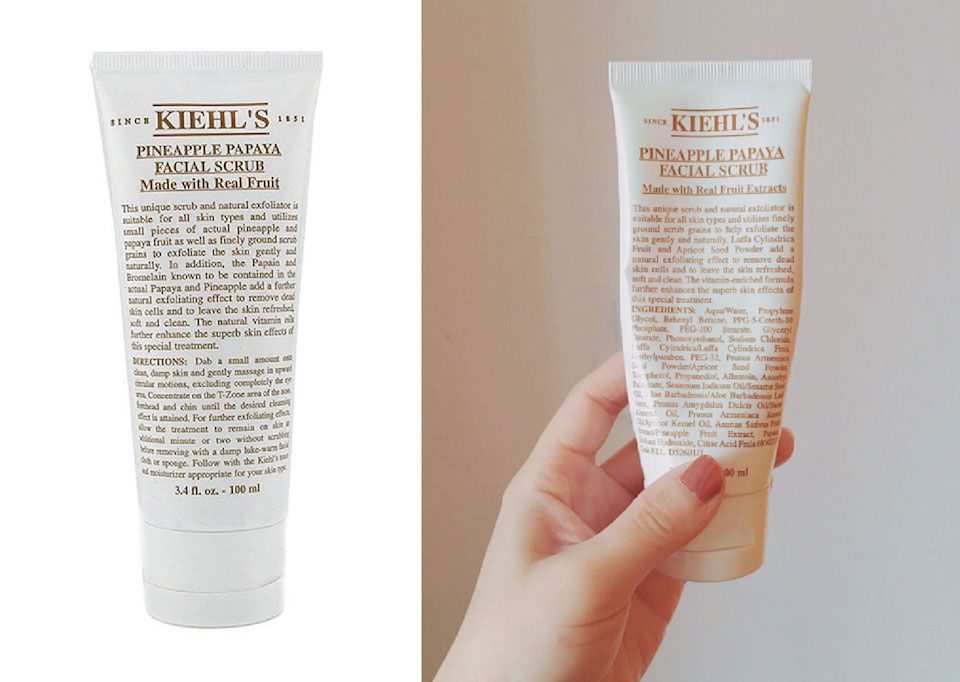 SINCE KIEHL'S 1851
PINEAPPLE PAPAYA
FACIAL SCRUB
Made with Real Fruit
This unique scrub and natural exfoliator is
suitable for all skin types and utilizes
small pieces of actual pineapple and
papaya fruit as well as finely ground scrub
grains to exfoliate the skin gently and
naturally. In addition, the Papain and
Bromelain known to be contained in the
actual Papaya and Pineapple add a further
natural exfoliating effect to remove dead
skin cells and to leave the skin refreshed,
soft and clean. The natural vitamin oils
further enhance the superb skin effects of
this special treatment.
DIRECTIONS: Dab a small amount onto
clean, damp skin and gently massage in upward
circular motions, excluding completely the eye
area. Concentrate on the T-Zone area of the nose,
forehead and chin until the desired cleansing
effect is attained. For further exfoliating effects,
allow the treatment to remain on skin an
additional minute or two without scrubbing
before removing with a damp luke-warm facial
cloth or sponge. Follow with the Kiehl's toner
and moisturizer appropriate for your skin type.
3.4 fl. oz. - 100 ml
SINCE KIEHL'S 1851
PINEAPPLE PAPAYA
FACIAL SCRUB
Made with Real Fruit Extracts
This unique scrub and natural exfoliator is
suitable for all skin types and utilizes finely
ground scrub grains to help exfoliate the
skin gently and naturally. Luffa Cylindrica
Fruit and Apricot Seed Powder add a
natural exfoliating effect to remove dead
skin cells and to leave the skin refreshed,
soft and clean. The vitamin-enriched formula
further enhances the superb skin effects of
this special treatment.
INGREDIENTS: Aqua/Water, Propylene
Glycol, Behenyl Betaine, PPG-5-Ceteth-10
Phosphate, PEG-100 Stearate, Glyceryl
Stearate, Phenoxyethanol, Sodium Chloride,
Luffa Cylindrica/Luffa Cylindrica Fruit,
Methylparaben, PEG-32, Prunus Armeniaca
Seed Powder/Apricot Seed Powder,
Tocopherol, Propanediol, Allantoin, Ascorbyl
Sesamum Indicum Oil/Sesame Seed
Oil, Aloe Barbadensis/Aloe Barbadensis Leaf
Juice, Prunus Amygdalus Dulcis Oil/Sweet
Almond Oil, Prunus Armeniaca Kernel
Oil/Apricot Kernel Oil, Ananas Sativus Fruit
Extract/Pineapple Fruit Extract,
Hydroxide, Citric Acid Fmla
F.I.L. D52601/1
00 ml